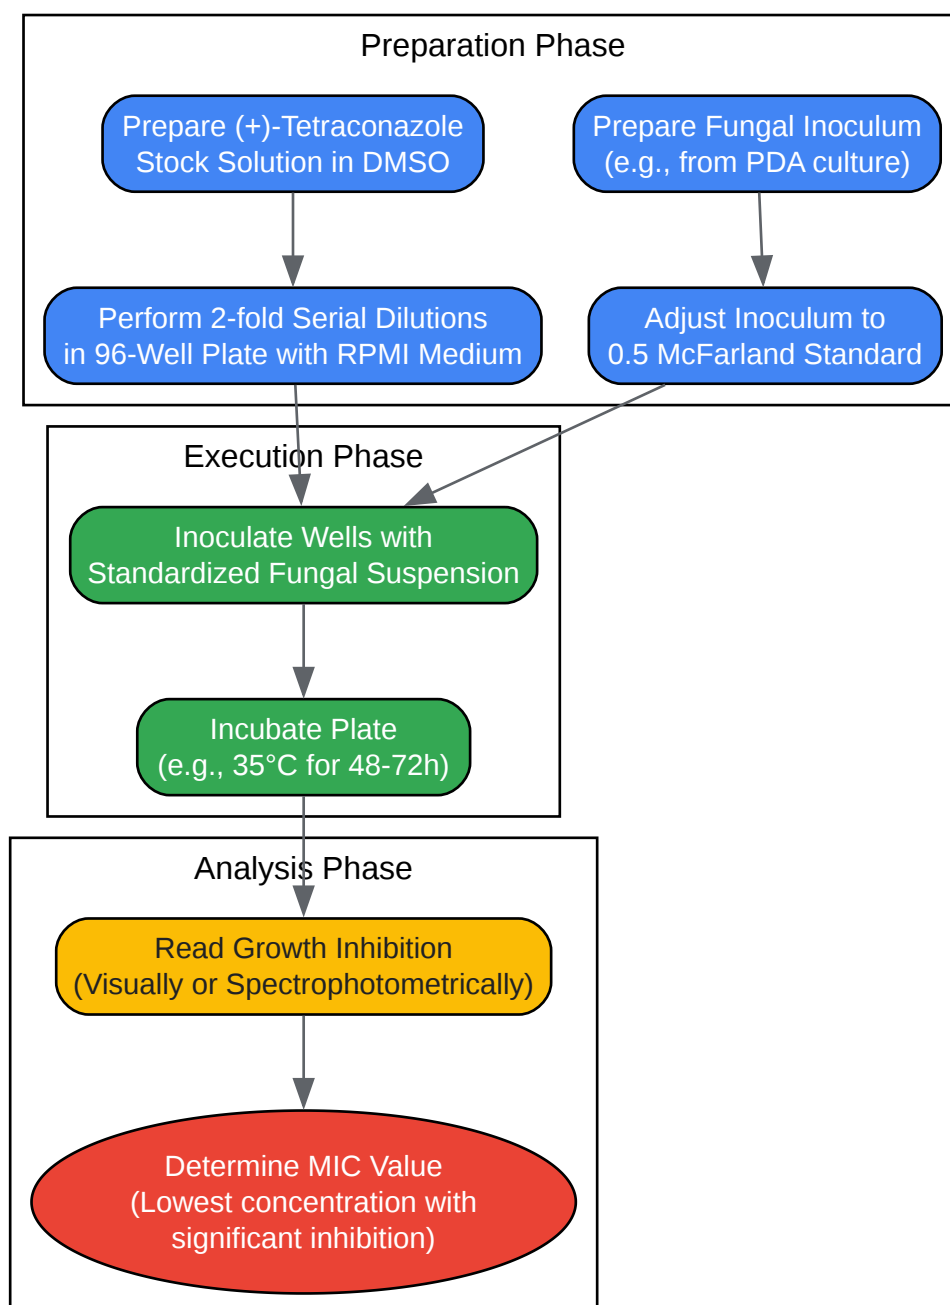 Preparation Phase
Prepare (+)-Tetraconazole
Stock Solution in DMSO
Prepare Fungal Inoculum
(e.g., from PDA culture)
Perform 2-fold Serial Dilutions
in 96-Well Plate with RPMI Medium
Adjust Inoculum to
0.5 McFarland Standard
Execution Phase
Inoculate Wells with
Standardized Fungal Suspension
Incubate Plate
(e.g., 35°C for 48-72h)
Analysis Phase
Read Growth Inhibition
(Visually or Spectrophotometrically)
Determine MIC Value
(Lowest concentration with
significant inhibition)